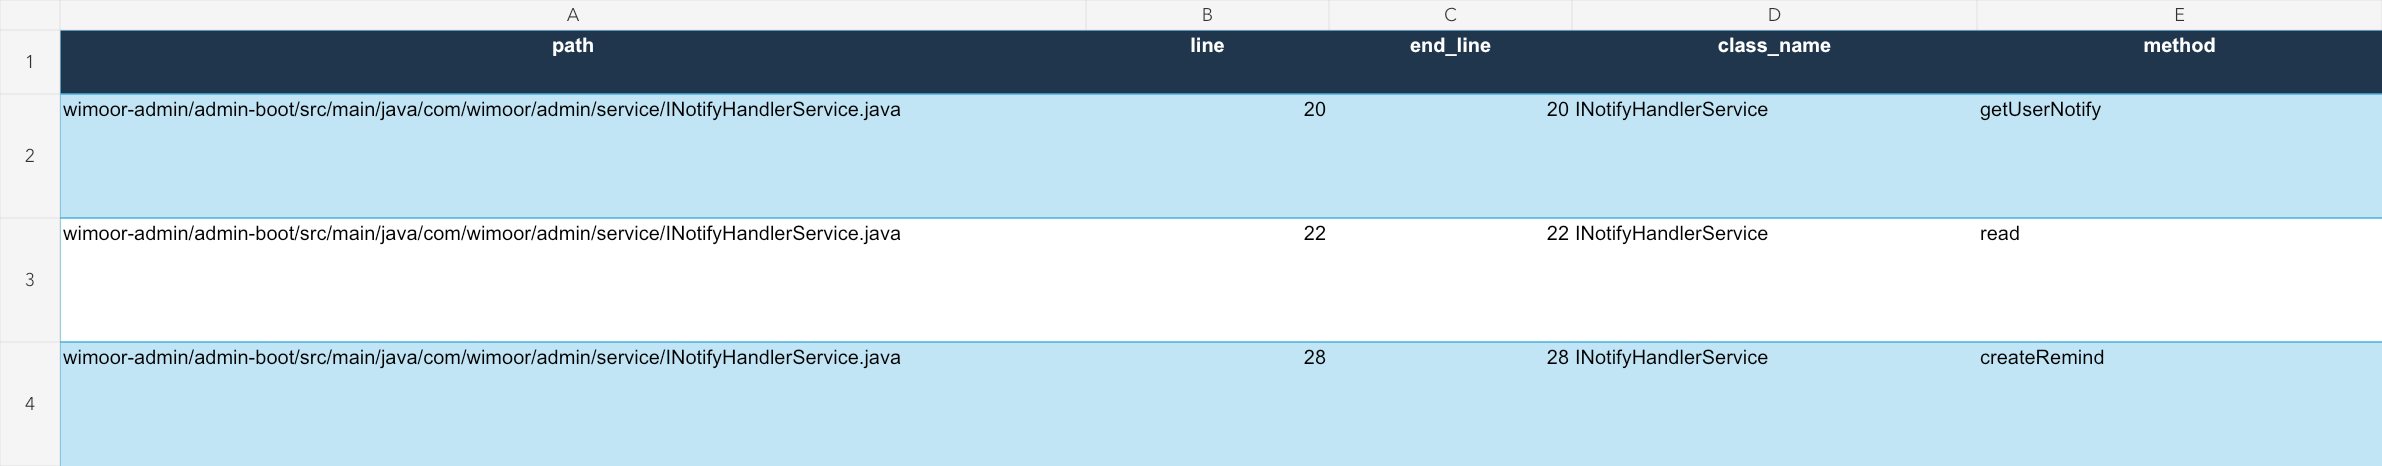 A B C D E
1 path line end_line class_name method
2 wimoor-admin/admin-boot/src/main/java/com/wimoor/admin/service/INotifyHandlerService.java 20 20 INotifyHandlerService getUserNotify
3 wimoor-admin/admin-boot/src/main/java/com/wimoor/admin/service/INotifyHandlerService.java 22 22 INotifyHandlerService read
4 wimoor-admin/admin-boot/src/main/java/com/wimoor/admin/service/INotifyHandlerService.java 28 28 INotifyHandlerService createRemind